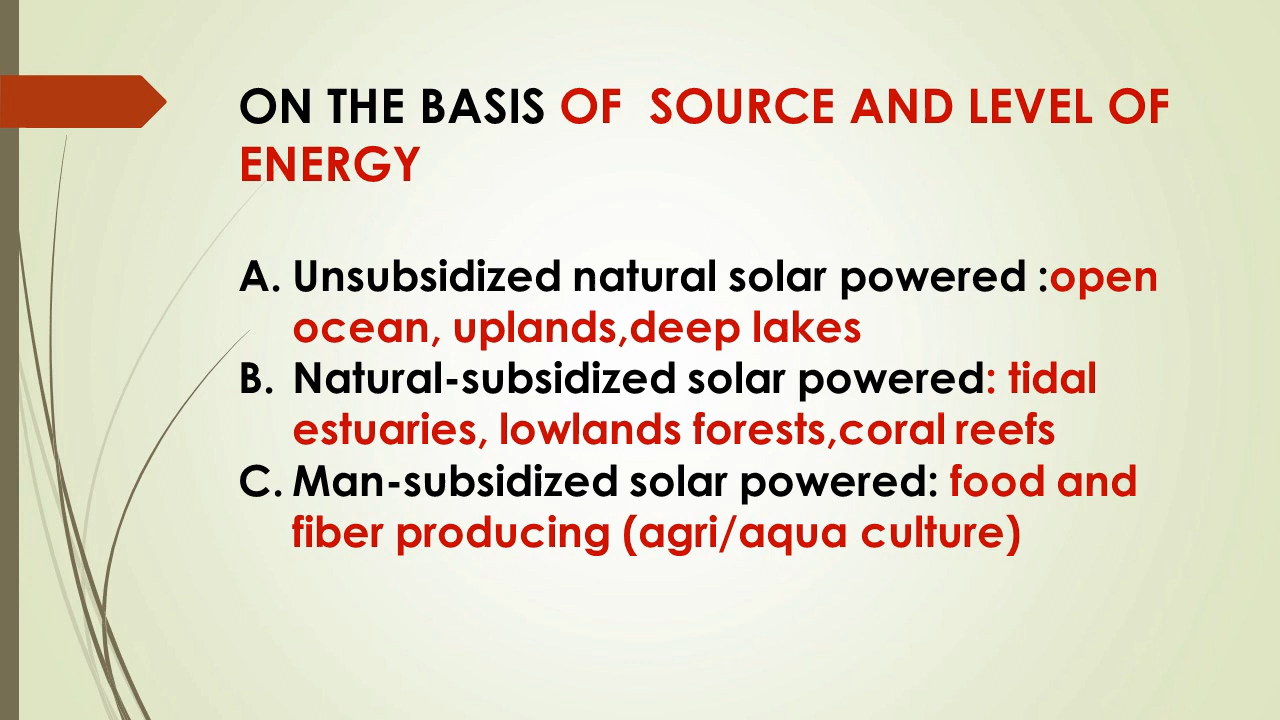 ON THE BASIS OF  SOURCE AND LEVEL OF
ENERGY
A. Unsubsidized natural solar powered :open
ocean, uplands,deep lakes
B. Natural-subsidized solar powered: tidal
estuaries, lowlands forests,coral reefs
C. Man-subsidized solar powered: food and
fiber producing (agri/aqua culture)